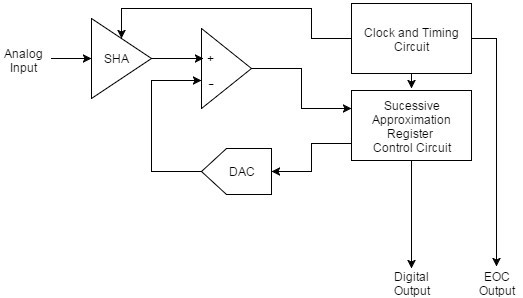 Clock and Timing
Circuit
Analog
Input
SHA
+
-
Sucessive
Approximation
Register
Control Circuit
DAC
Digital
Output
EOC
Output